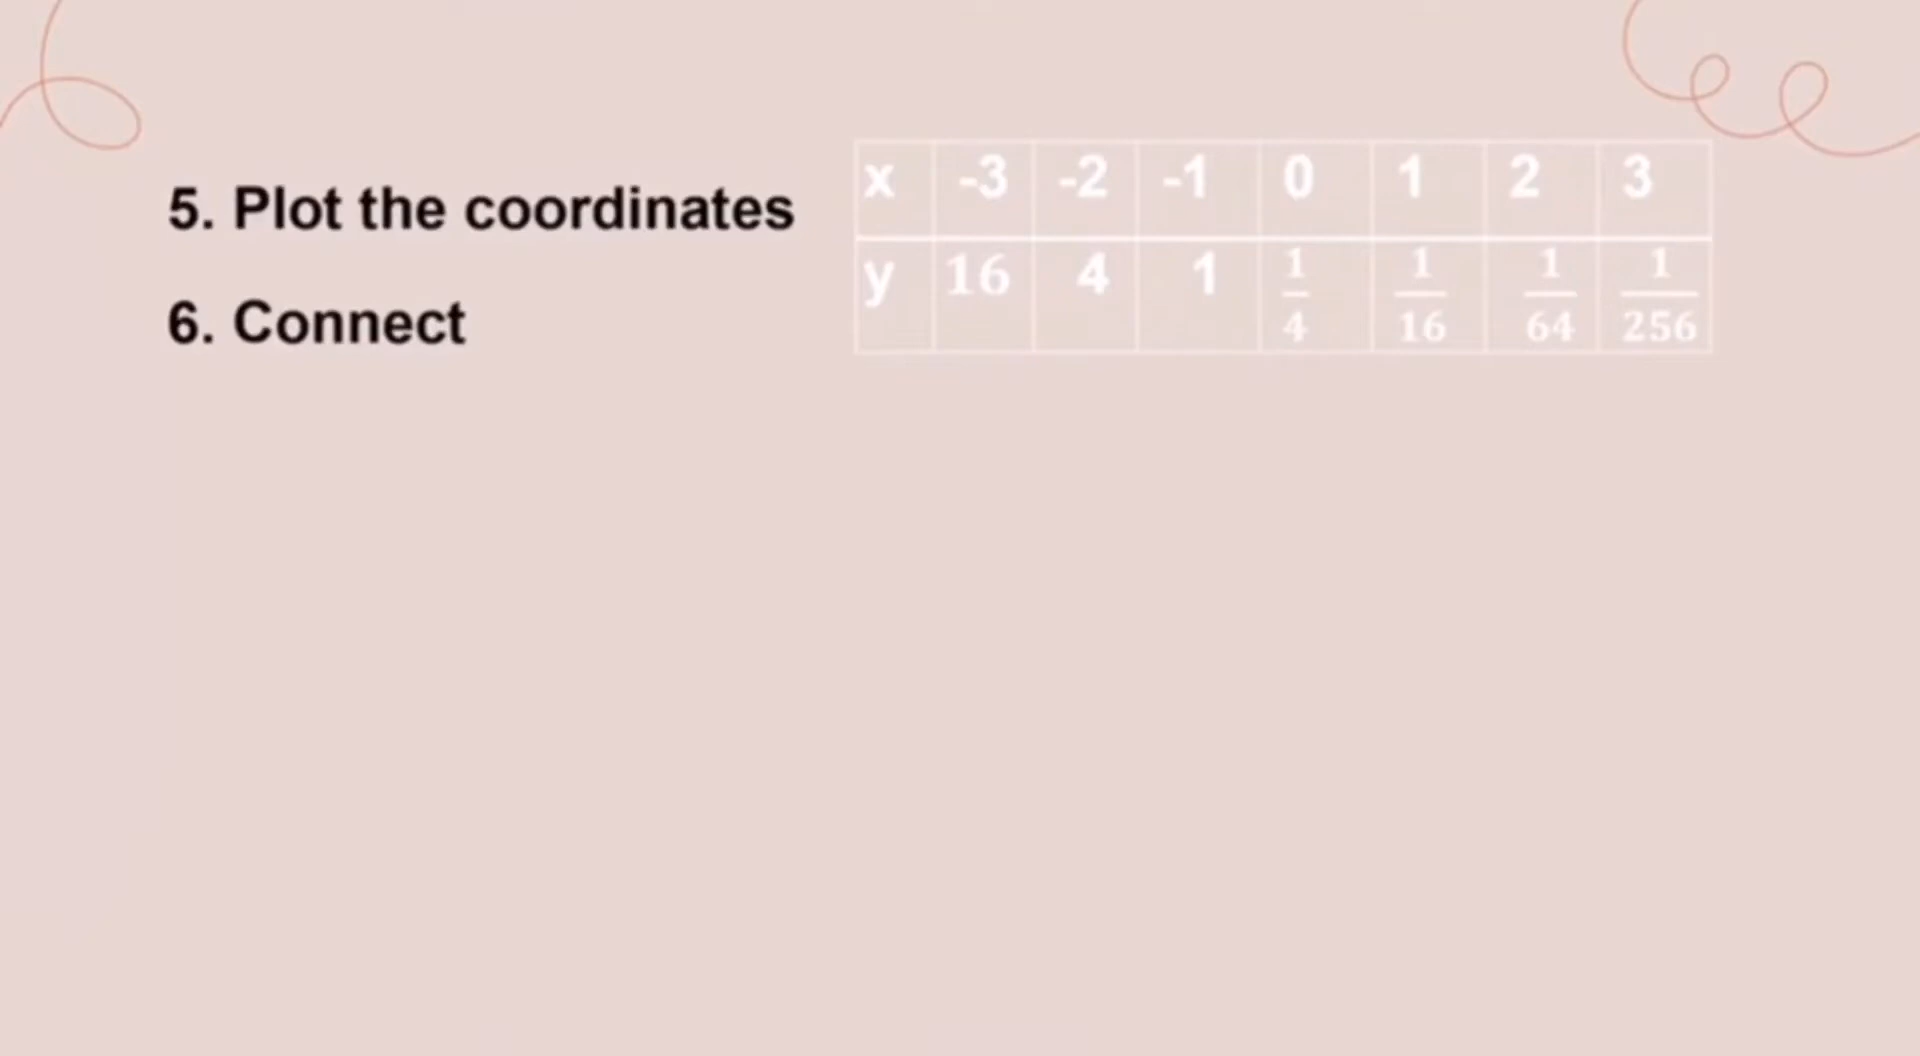 5. Plot the coordinates
6. Connect
x -3 -2 -1 0 1 2 3
y 16 4 1 1/4 1/16 1/64 1/256